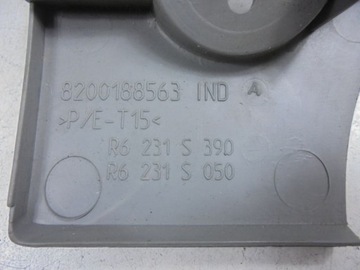 8200188563 IND A
>P/E-T15<
R6 231 S 390
R6 231 S 050